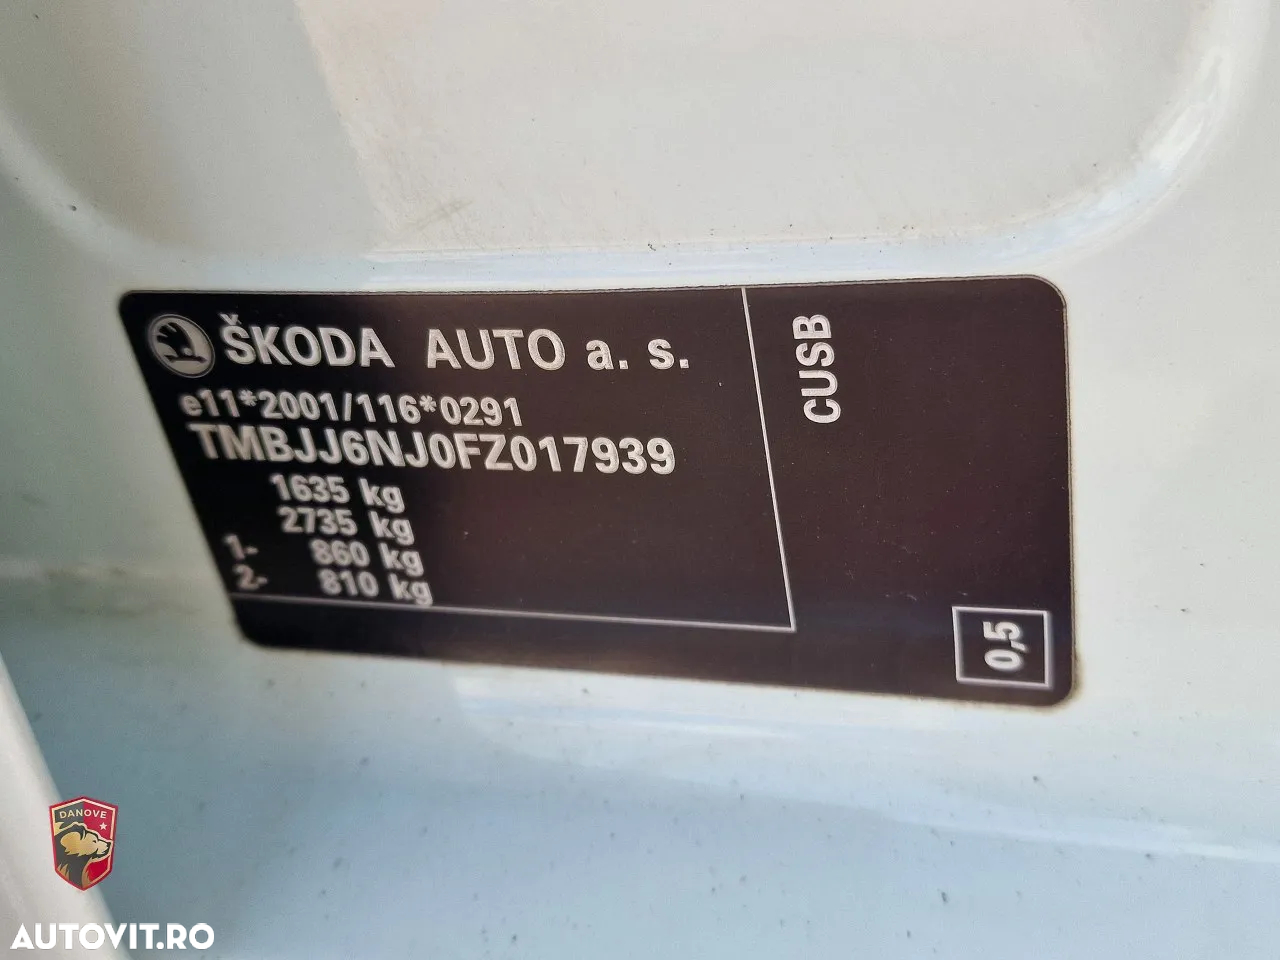 ŠKODA AUTO a. s.
e11*2001/116*0291
TMBJJ6NJ0FZ017939
1635 kg
2735 kg
1- 860 kg
2- 810 kg
CUSB
0,5
DANOVE
AUTOVIT.RO